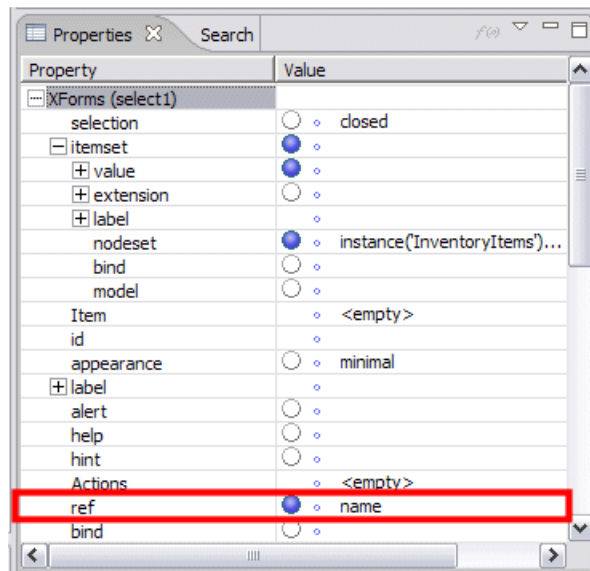 Properties Search f(x)
Property Value
XForms (select1)
selection closed
itemset
value
extension
label
nodeset instance('InventoryItems')...
bind
model
Item <empty>
id
appearance minimal
label
alert
help
hint
Actions <empty>
ref name
bind